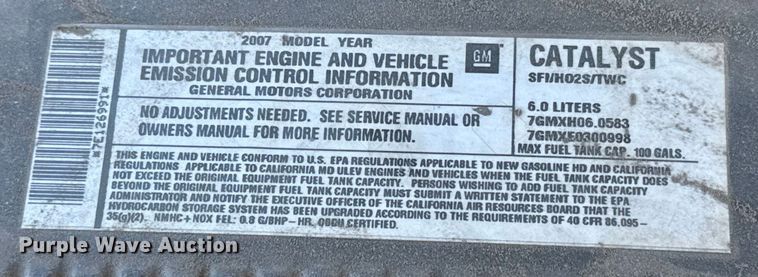 2007 MODEL YEAR
IMPORTANT ENGINE AND VEHICLE
EMISSION CONTROL INFORMATION
GENERAL MOTORS CORPORATION
GM
NO ADJUSTMENTS NEEDED. SEE SERVICE MANUAL OR
OWNERS MANUAL FOR MORE INFORMATION.
CATALYST
SFI/HO2S/TWC
6.0 LITERS
7GMXH06.0583
7GMXE0300998
MAX FUEL TANK CAP. 100 GALS.
THIS ENGINE AND VEHICLE CONFORM TO U.S. EPA REGULATIONS APPLICABLE TO NEW GASOLINE HD AND CALIFORNIA
REGULATIONS APPLICABLE TO CALIFORNIA MD ULEV ENGINES AND VEHICLES WHEN THE FUEL TANK CAPACITY DOES
NOT EXCEED THE ORIGINAL EQUIPMENT FUEL TANK CAPACITY. PERSONS WISHING TO ADD FUEL TANK CAPACITY
BEYOND THE ORIGINAL EQUIPMENT FUEL TANK CAPACITY MUST SUBMIT A WRITTEN STATEMENT TO THE EPA
ADMINISTRATOR AND NOTIFY THE EXECUTIVE OFFICER OF THE CALIFORNIA AIR RESOURCES BOARD THAT THE
HYDROCARBON STORAGE SYSTEM HAS BEEN UPGRADED ACCORDING TO THE REQUIREMENTS OF 40 CFR 86.095-
35(g)(2). NMHC+NOX FEL: 0.8 G/BHP-HR, OBDII CERTIFIED.
Purple Wave Auction